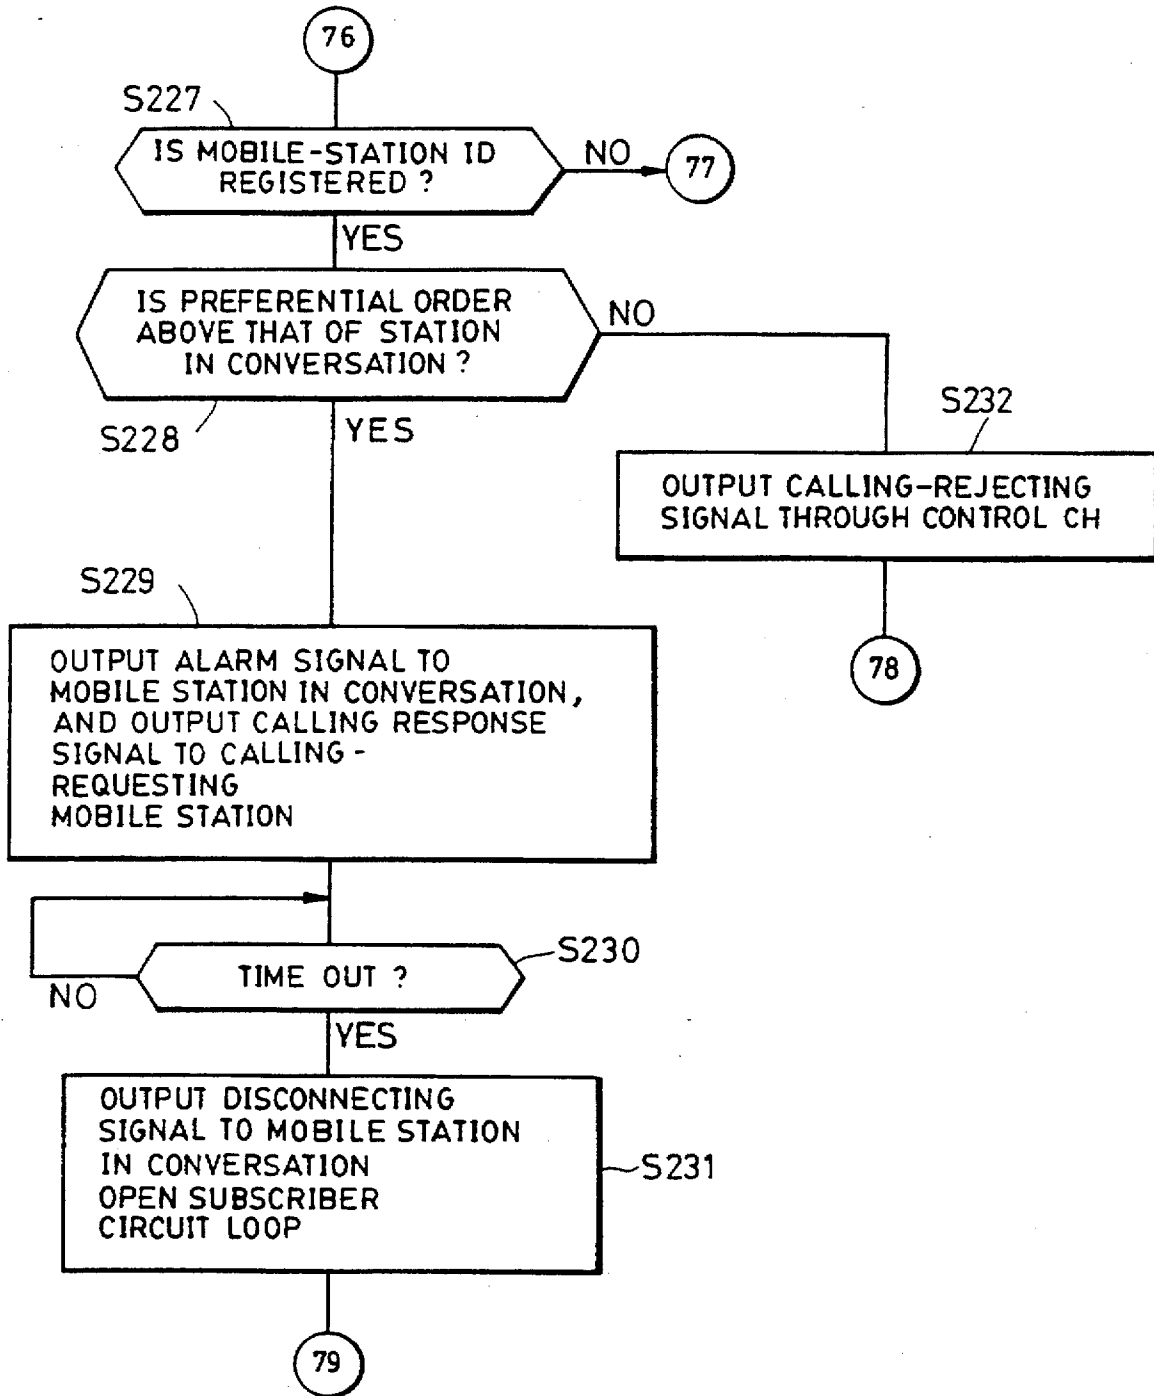 76
S227
IS MOBILE-STATION ID
REGISTERED ?
NO
77
YES
IS PREFERENTIAL ORDER
ABOVE THAT OF STATION
IN CONVERSATION ?
NO
S228
YES
S232
OUTPUT CALLING-REJECTING
SIGNAL THROUGH CONTROL CH
78
S229
OUTPUT ALARM SIGNAL TO
MOBILE STATION IN CONVERSATION,
AND OUTPUT CALLING RESPONSE
SIGNAL TO CALLING-
REQUESTING
MOBILE STATION
TIME OUT ?
S230
NO
YES
OUTPUT DISCONNECTING
SIGNAL TO MOBILE STATION
IN CONVERSATION
OPEN SUBSCRIBER
CIRCUIT LOOP
S231
79